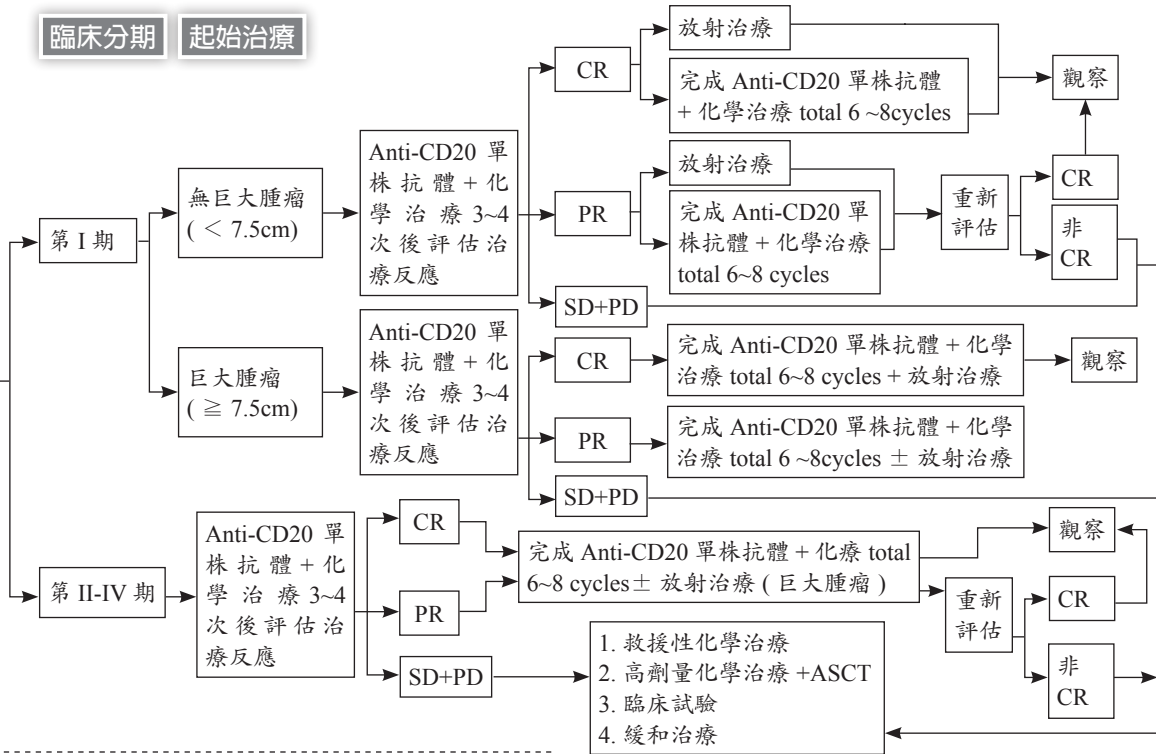 臨床分期 起始治療
放射治療
CR
完成 Anti-CD20 單株抗體
+ 化學治療 total 6 ~8cycles
觀察
第 I 期
無巨大腫瘤
( < 7.5cm)
Anti-CD20 單
株抗體+化
學治療3~4
次後評估治
療反應
PR
放射治療
完成 Anti-CD20 單
株抗體 + 化學治療
total 6~8 cycles
重新
評估
CR
非
CR
SD+PD
巨大腫瘤
( ≧ 7.5cm)
Anti-CD20 單
株抗體+化
學治療3~4
次後評估治
療反應
CR
完成 Anti-CD20 單株抗體 + 化學
治療 total 6~8 cycles + 放射治療
觀察
PR
完成 Anti-CD20 單株抗體 + 化學
治療 total 6 ~8cycles ± 放射治療
SD+PD
第 II-IV 期
Anti-CD20 單
株抗體+化
學治療3~4
次後評估治
療反應
CR
PR
完成 Anti-CD20 單株抗體 + 化療 total
6~8 cycles± 放射治療 ( 巨大腫瘤 )
觀察
重新
評估
CR
非
CR
SD+PD
1. 救援性化學治療
2. 高劑量化學治療 +ASCT
3. 臨床試驗
4. 緩和治療